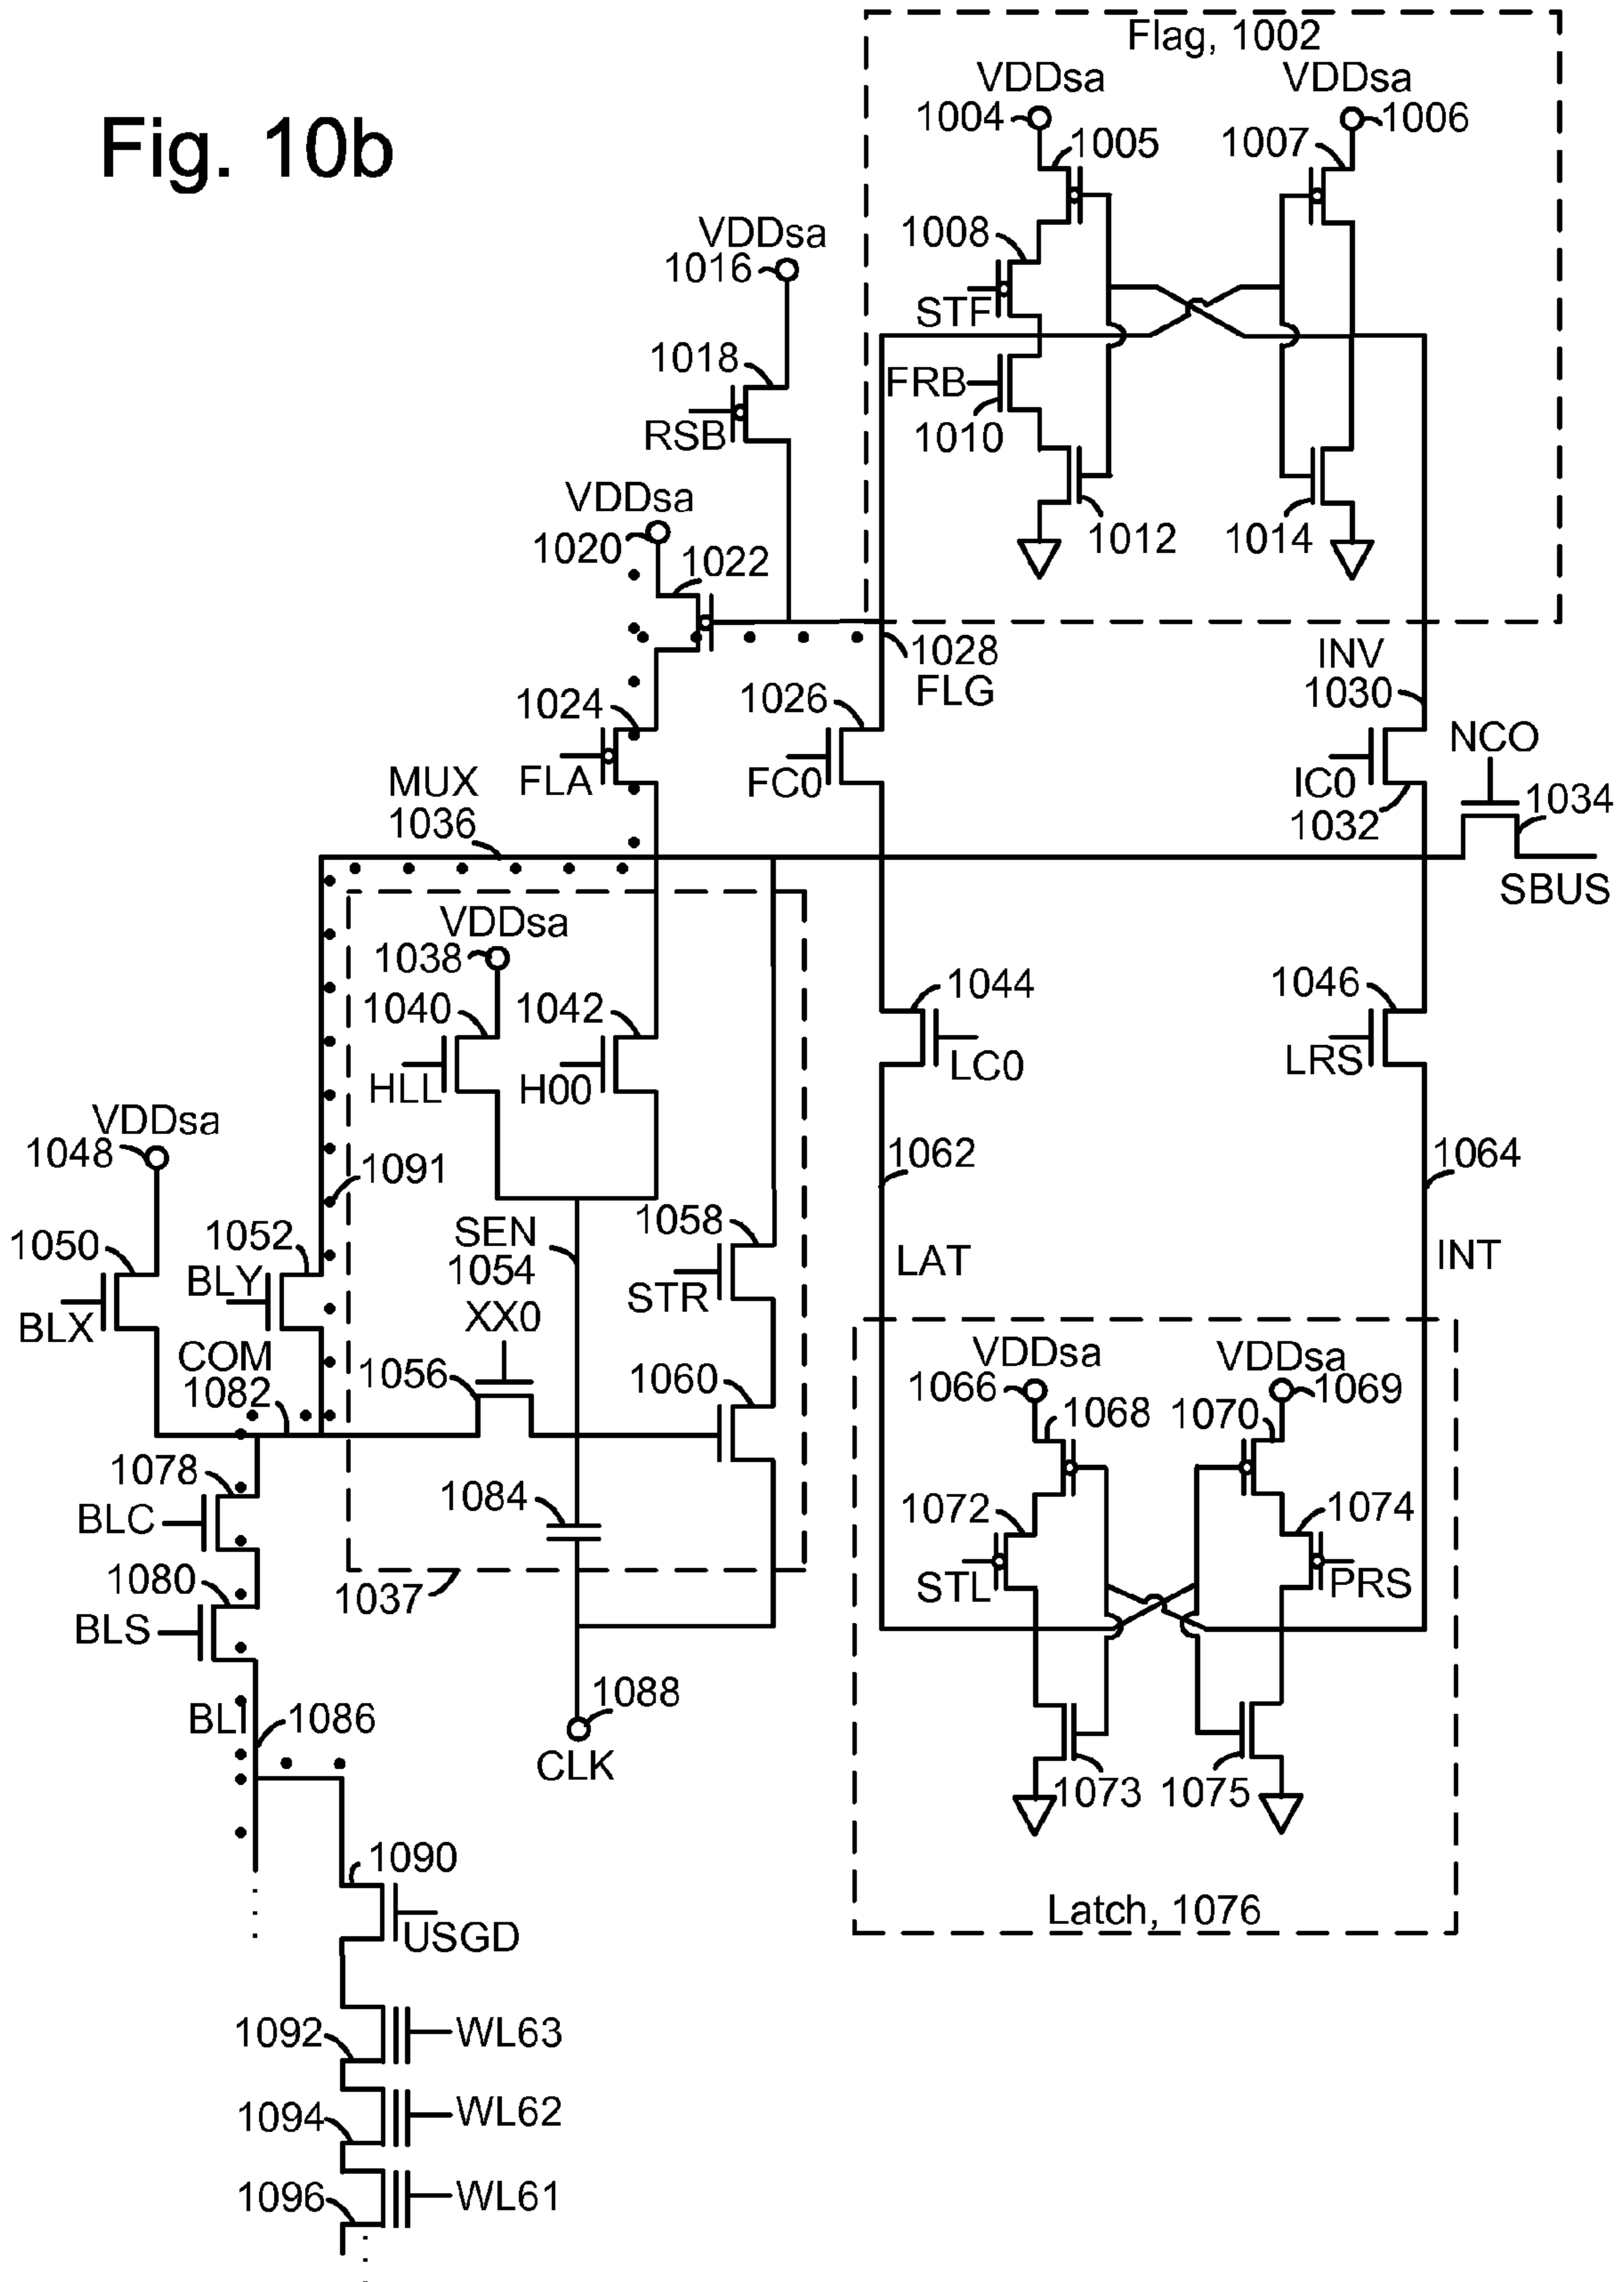 Fig. 10b
Flag, 1002
VDDsa
1004
1005
VDDsa
1006
1007
1008
STF
FRB
1010
1012
1014
VDDsa
1016
1018
RSB
VDDsa
1020
1022
1028
FLG
INV
1030
1024
FLA
1026
FC0
IC0
1032
NCO
1034
SBUS
MUX
1036
VDDsa
1038
1040
HLL
1042
H00
1044
LC0
1046
LRS
VDDsa
1048
1050
BLX
1052
BLY
1091
SEN
1054
XX0
1056
1058
STR
1060
1062
LAT
1064
INT
COM
1082
1078
BLC
1080
BLS
1084
1037
1088
CLK
BLI
1086
VDDsa
1066
1068
VDDsa
1069
1070
1072
STL
1074
PRS
1073
1075
Latch, 1076
1090
USGD
1092
WL63
1094
WL62
1096
WL61